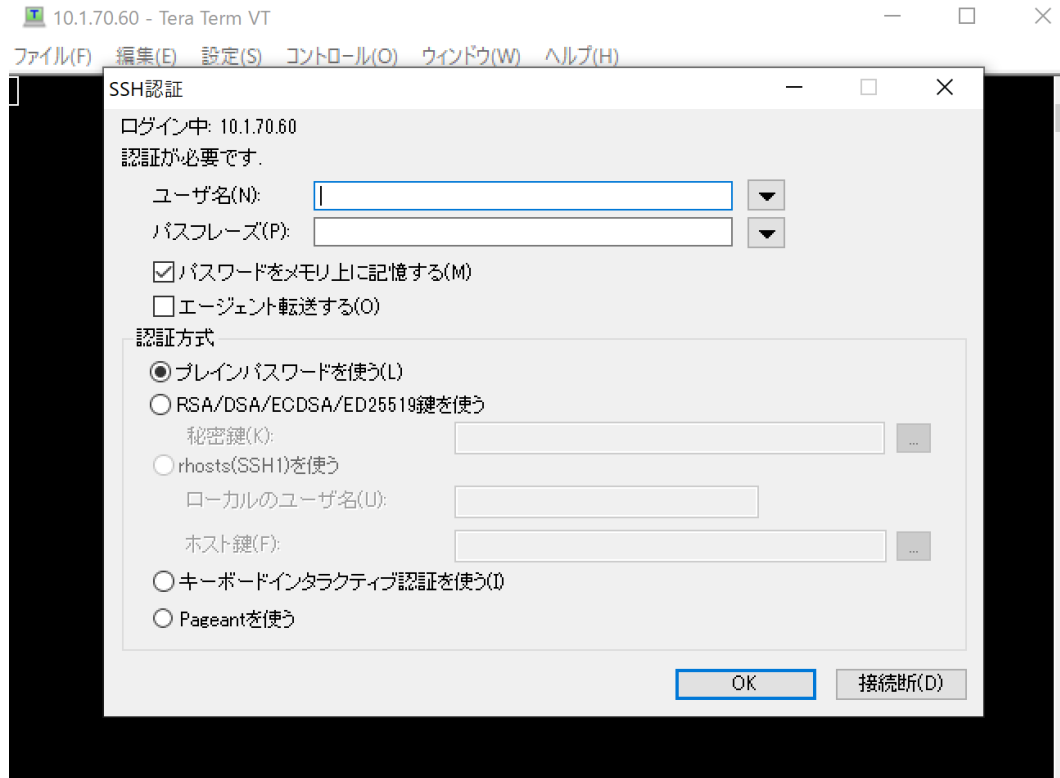 10.1.70.60 - Tera Term VT
ファイル(F) 編集(E) 設定(S) コントロール(O) ウィンドウ(W) ヘルプ(H)
SSH認証
ログイン中: 10.1.70.60
認証が必要です.
ユーザ名(N):
パスフレーズ(P):
パスワードをメモリ上に記憶する(M)
エージェント転送する(O)
認証方式
プレインパスワードを使う(L)
RSA/DSA/ECDSA/ED25519鍵を使う
秘密鍵(K):
...
rhosts(SSH1)を使う
ローカルのユーザ名(U):
ホスト鍵(F):
...
キーボードインタラクティブ認証を使う(I)
Pageantを使う
OK 接続断(D)